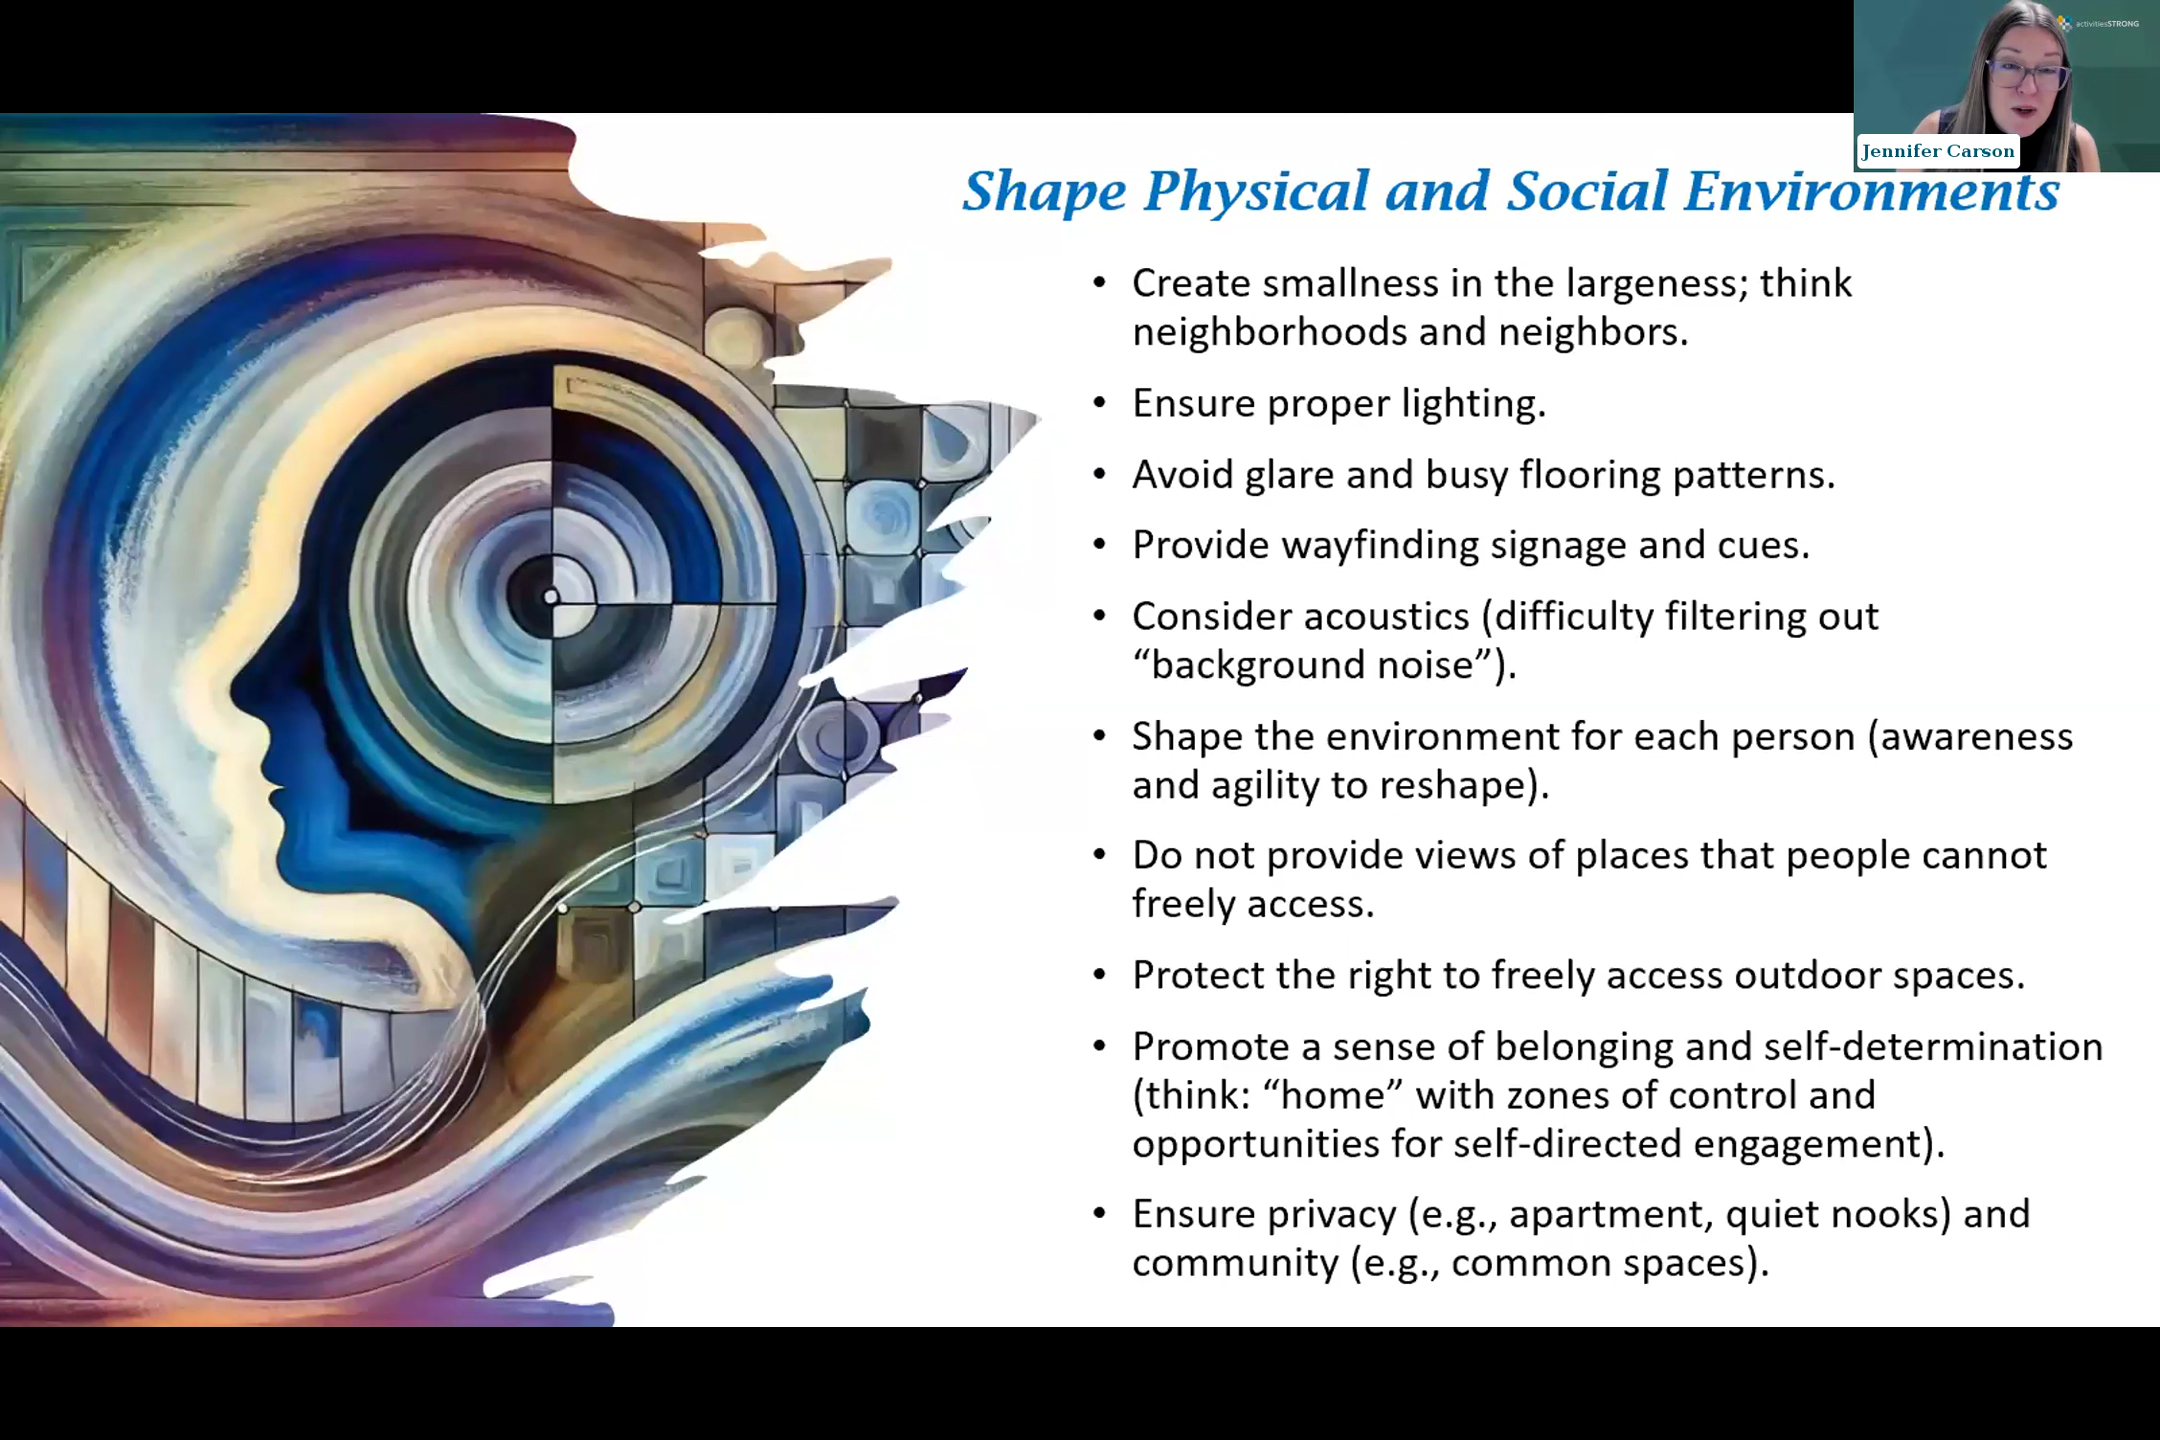 activitiesSTRONG
Jennifer Carson
Shape Physical and Social Environments
• Create smallness in the largeness; think
neighborhoods and neighbors.
• Ensure proper lighting.
• Avoid glare and busy flooring patterns.
• Provide wayfinding signage and cues.
• Consider acoustics (difficulty filtering out
“background noise”).
• Shape the environment for each person (awareness
and agility to reshape).
• Do not provide views of places that people cannot
freely access.
• Protect the right to freely access outdoor spaces.
• Promote a sense of belonging and self-determination
(think: “home” with zones of control and
opportunities for self-directed engagement).
• Ensure privacy (e.g., apartment, quiet nooks) and
community (e.g., common spaces).